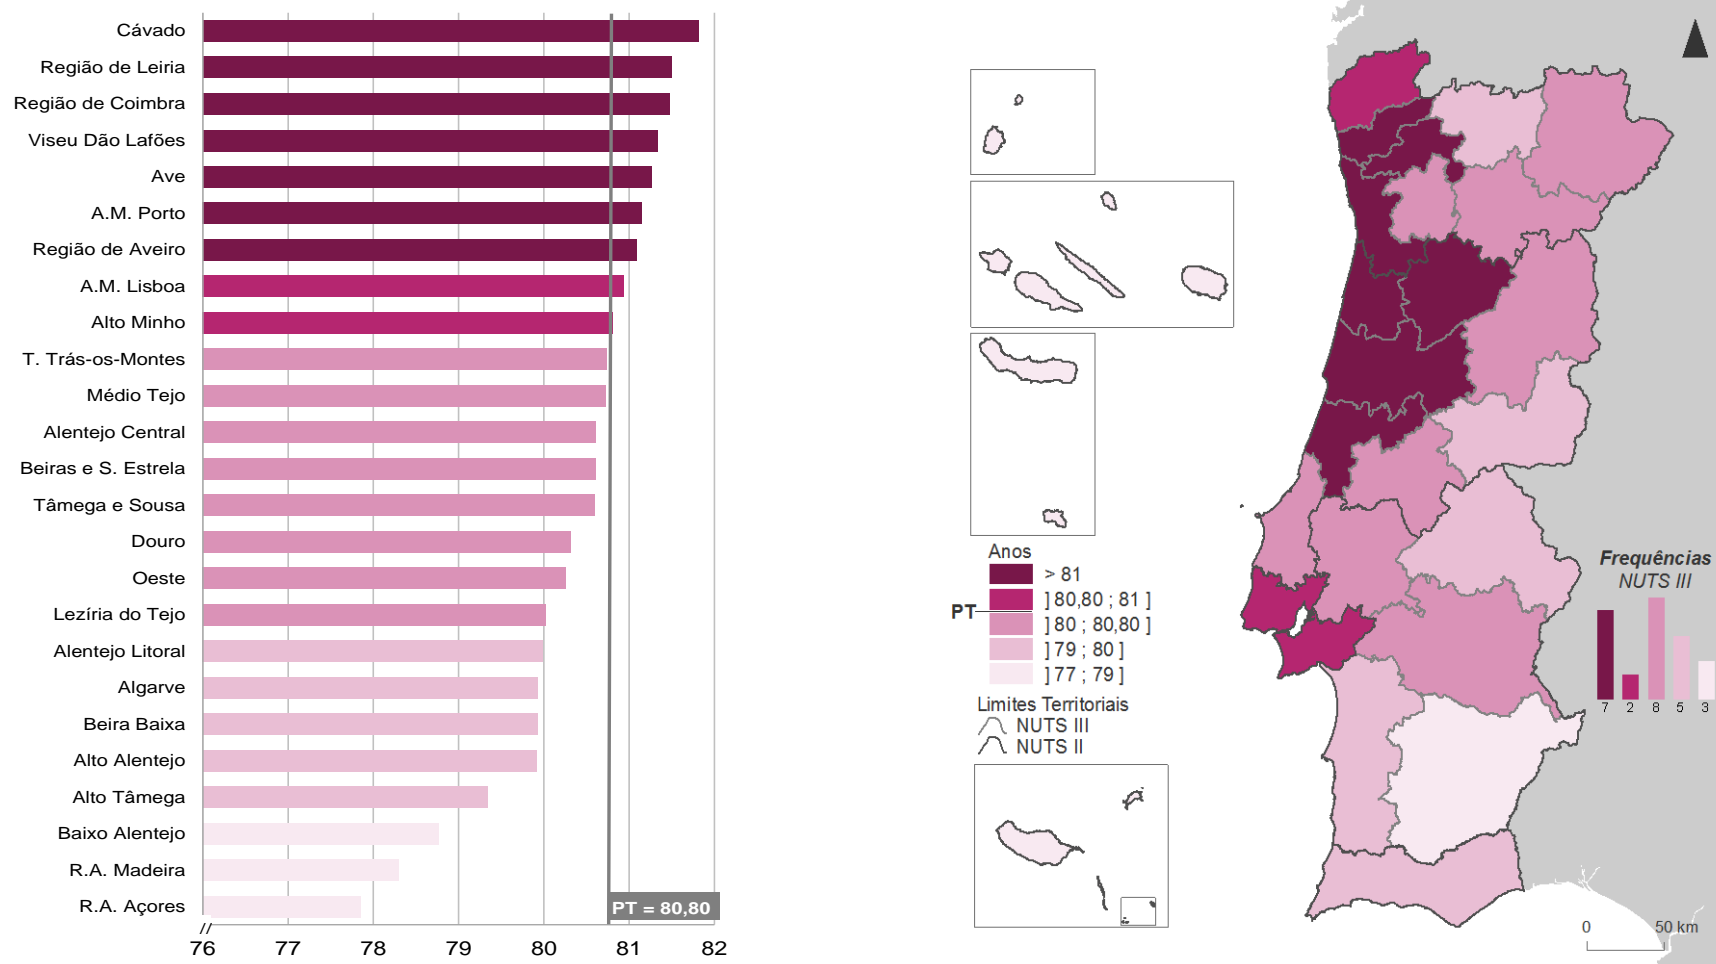 Cávado
Região de Leiria
Região de Coimbra
Viseu Dão Lafões
Ave
A.M. Porto
Região de Aveiro
A.M. Lisboa
Alto Minho
T. Trás-os-Montes
Médio Tejo
Alentejo Central
Beiras e S. Estrela
Tâmega e Sousa
Douro
Oeste
Lezíria do Tejo
Alentejo Litoral
Algarve
Beira Baixa
Alto Alentejo
Alto Tâmega
Baixo Alentejo
R.A. Madeira
R.A. Açores
PT = 80,80
//
76 77 78 79 80 81 82
Anos
> 81
] 80,80 ; 81 ]
PT
] 80 ; 80,80 ]
] 79 ; 80 ]
] 77 ; 79 ]
Limites Territoriais
NUTS III
NUTS II
Frequências
NUTS III
7 2 8 5 3
0 50 km